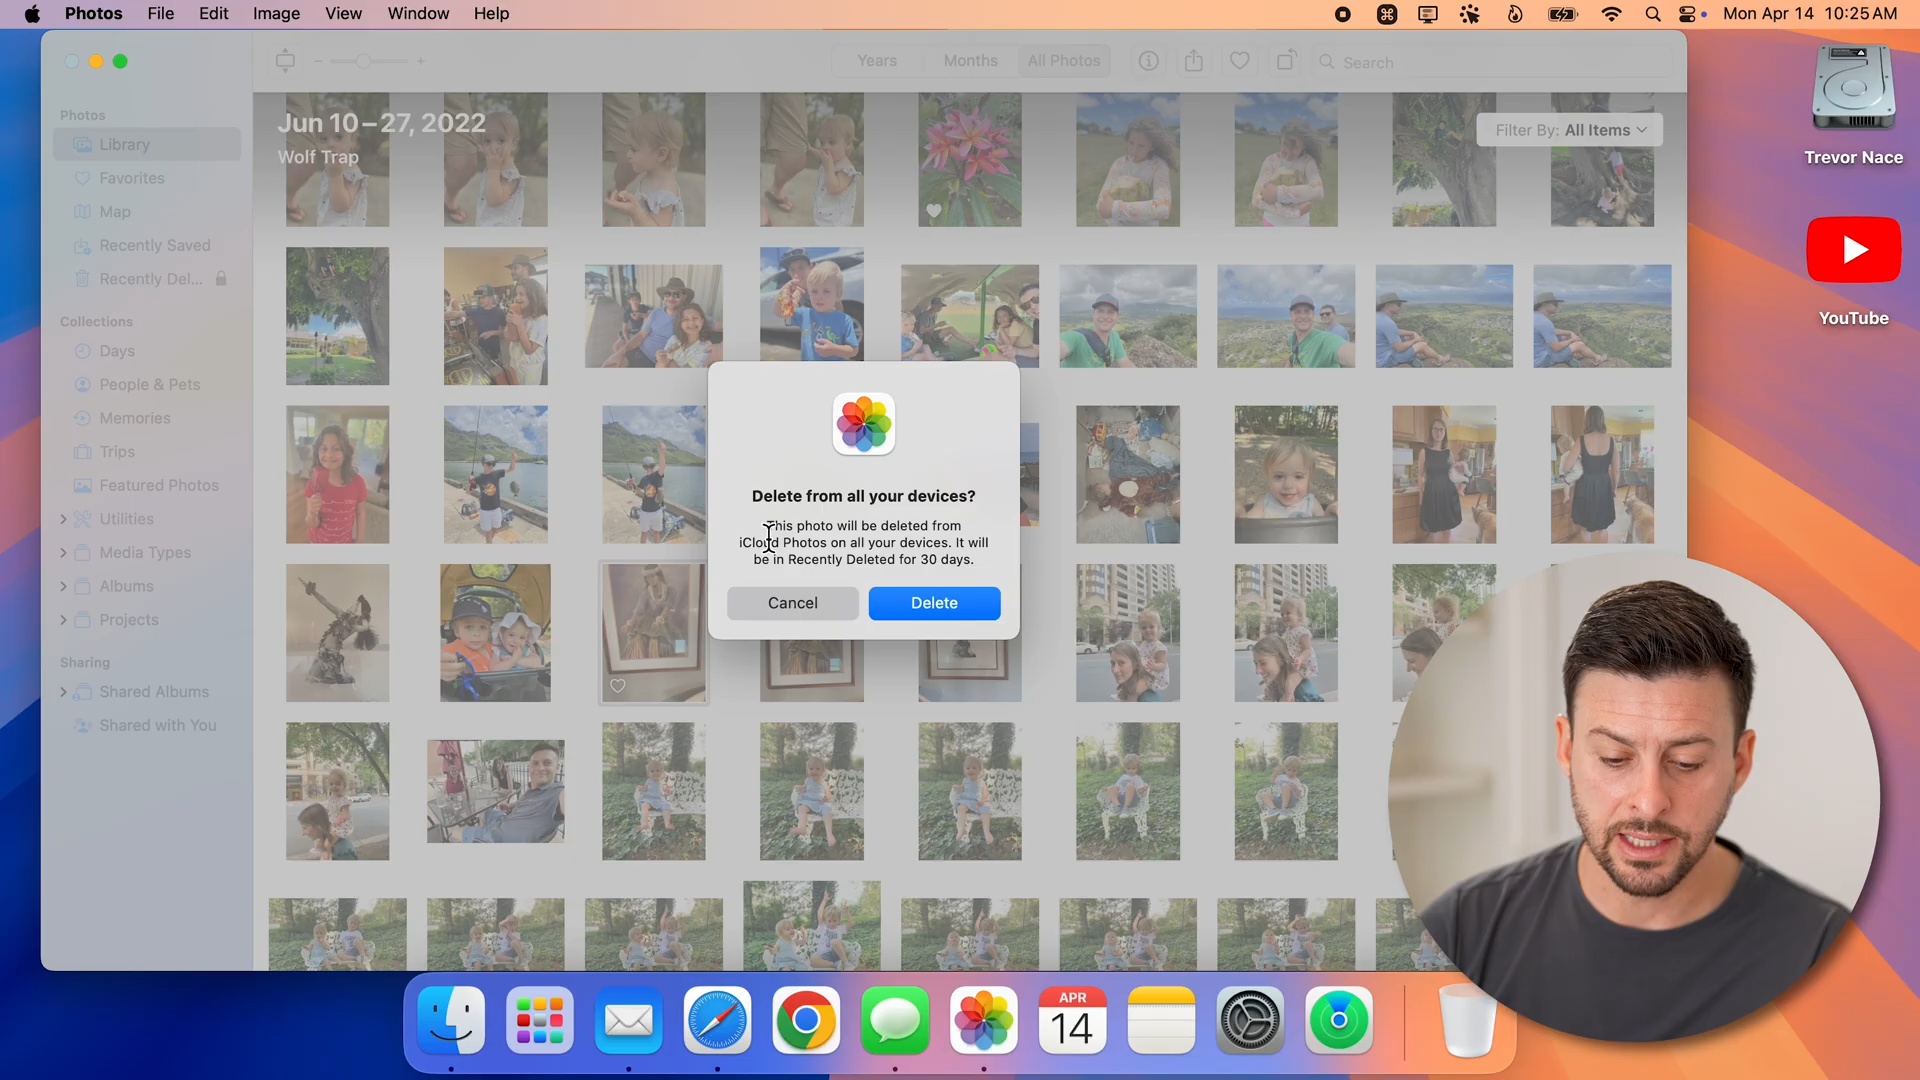 Photos File Edit Image View Window Help
Mon Apr 14 10:25 AM
Years Months All Photos
Search
Photos
Library
Favorites
Map
Recently Saved
Recently Del...
Collections
Days
People & Pets
Memories
Trips
Featured Photos
Utilities
Media Types
Albums
Projects
Sharing
Shared Albums
Shared with You
Jun 10 – 27, 2022
Wolf Trap
Filter By: All Items
Delete from all your devices?
This photo will be deleted from
iCloud Photos on all your devices. It will
be in Recently Deleted for 30 days.
Cancel
Delete
Trevor Nace
YouTube
APR
14